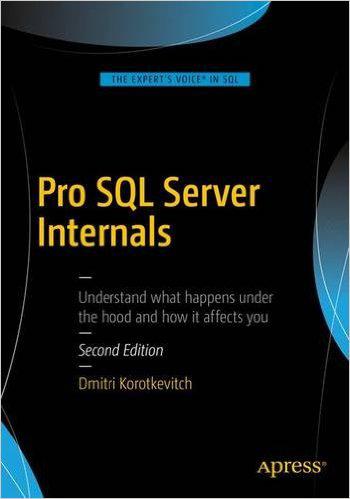 THE EXPERT'S VOICE® IN SQL
Pro SQL Server
Internals
Understand what happens under
the hood and how it affects you
Second Edition
Dmitri Korotkevitch
Apress®